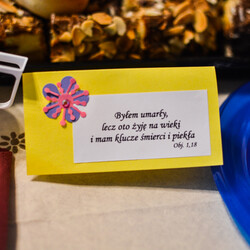 Byłem umarły,
lecz oto żyję na wieki
i mam klucze śmierci i piekła
Obj. 1,18